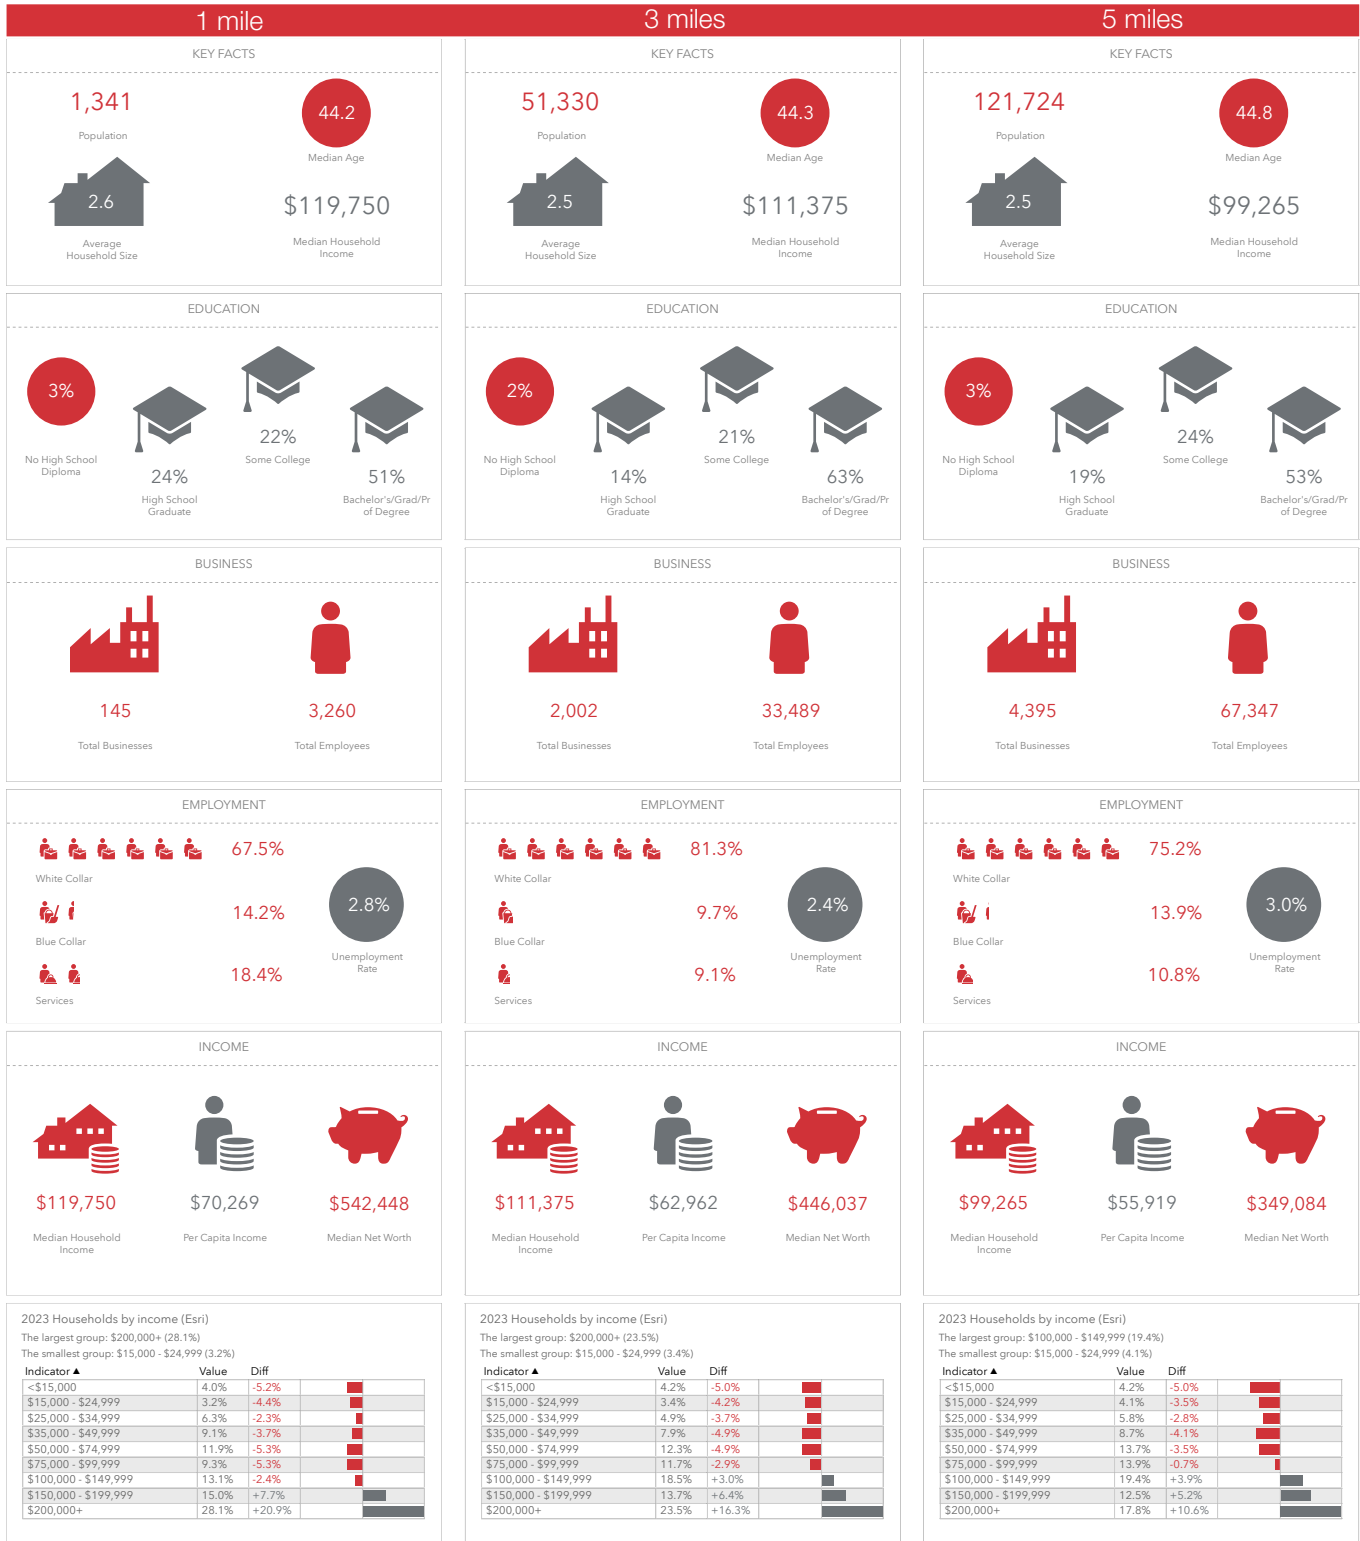 1 mile
KEY FACTS
1,341
Population
44.2
Median Age
2.6
Average
Household Size
$119,750
Median Household
Income
EDUCATION
3%
No High School
Diploma
24%
High School
Graduate
22%
Some College
51%
Bachelor's/Grad/Pr
of Degree
BUSINESS
145
Total Businesses
3,260
Total Employees
EMPLOYMENT
67.5%
White Collar
14.2%
Blue Collar
18.4%
Services
2.8%
Unemployment
Rate
INCOME
$119,750
Median Household
Income
$70,269
Per Capita Income
$542,448
Median Net Worth
2023 Households by income (Esri)
The largest group: $200,000+ (28.1%)
The smallest group: $15,000 - $24,999 (3.2%)
Indicator ▲ Value Diff
<$15,000 4.0% -5.2%
$15,000 - $24,999 3.2% -4.4%
$25,000 - $34,999 6.3% -2.3%
$35,000 - $49,999 9.1% -3.7%
$50,000 - $74,999 11.9% -5.3%
$75,000 - $99,999 9.3% -5.3%
$100,000 - $149,999 13.1% -2.4%
$150,000 - $199,999 15.0% +7.7%
$200,000+ 28.1% +20.9%
3 miles
KEY FACTS
51,330
Population
44.3
Median Age
2.5
Average
Household Size
$111,375
Median Household
Income
EDUCATION
2%
No High School
Diploma
14%
High School
Graduate
21%
Some College
63%
Bachelor's/Grad/Pr
of Degree
BUSINESS
2,002
Total Businesses
33,489
Total Employees
EMPLOYMENT
81.3%
White Collar
9.7%
Blue Collar
9.1%
Services
2.4%
Unemployment
Rate
INCOME
$111,375
Median Household
Income
$62,962
Per Capita Income
$446,037
Median Net Worth
2023 Households by income (Esri)
The largest group: $200,000+ (23.5%)
The smallest group: $15,000 - $24,999 (3.4%)
Indicator ▲ Value Diff
<$15,000 4.2% -5.0%
$15,000 - $24,999 3.4% -4.2%
$25,000 - $34,999 4.9% -3.7%
$35,000 - $49,999 7.9% -4.9%
$50,000 - $74,999 12.3% -4.9%
$75,000 - $99,999 11.7% -2.9%
$100,000 - $149,999 18.5% +3.0%
$150,000 - $199,999 13.7% +6.4%
$200,000+ 23.5% +16.3%
5 miles
KEY FACTS
121,724
Population
44.8
Median Age
2.5
Average
Household Size
$99,265
Median Household
Income
EDUCATION
3%
No High School
Diploma
19%
High School
Graduate
24%
Some College
53%
Bachelor's/Grad/Pr
of Degree
BUSINESS
4,395
Total Businesses
67,347
Total Employees
EMPLOYMENT
75.2%
White Collar
13.9%
Blue Collar
10.8%
Services
3.0%
Unemployment
Rate
INCOME
$99,265
Median Household
Income
$55,919
Per Capita Income
$349,084
Median Net Worth
2023 Households by income (Esri)
The largest group: $100,000 - $149,999 (19.4%)
The smallest group: $15,000 - $24,999 (4.1%)
Indicator ▲ Value Diff
<$15,000 4.2% -5.0%
$15,000 - $24,999 4.1% -3.5%
$25,000 - $34,999 5.8% -2.8%
$35,000 - $49,999 8.7% -4.1%
$50,000 - $74,999 13.7% -3.5%
$75,000 - $99,999 13.9% -0.7%
$100,000 - $149,999 19.4% +3.9%
$150,000 - $199,999 12.5% +5.2%
$200,000+ 17.8% +10.6%